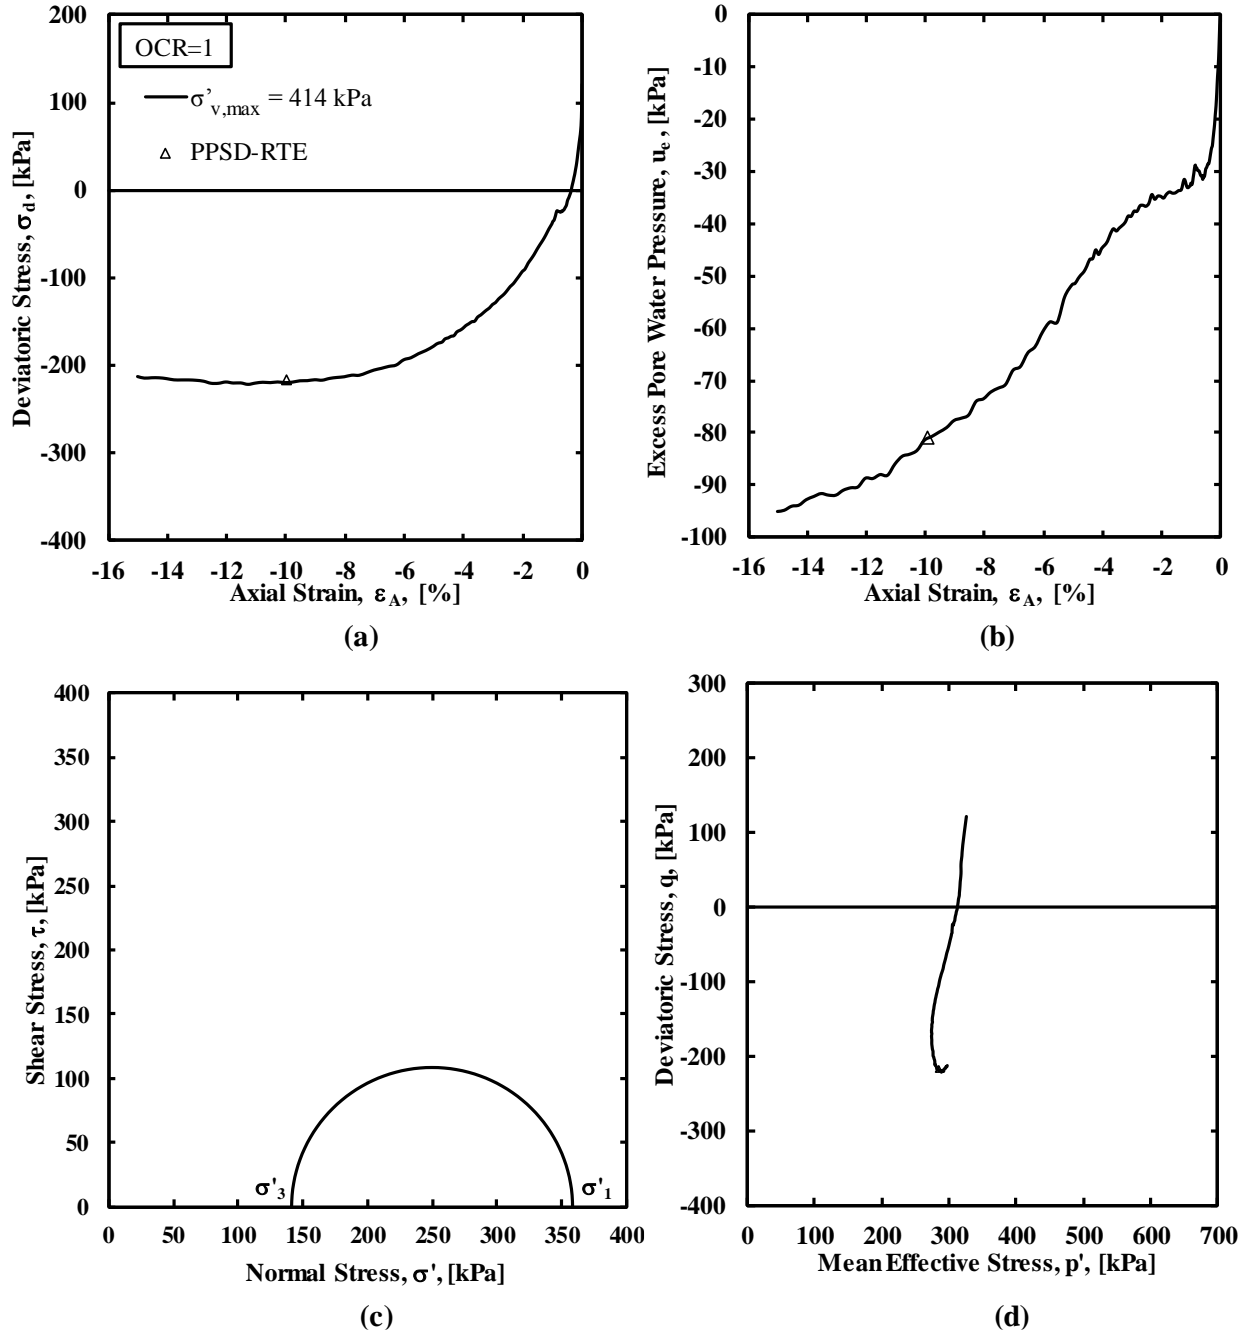 200
OCR=1
σ'v,max = 414 kPa
PPSD-RTE
100
0
-100
-200
-300
-400
-16 -14 -12 -10 -8 -6 -4 -2 0
Deviatoric Stress, σd, [kPa]
Axial Strain, εA, [%]
(a)
0
-10
-20
-30
-40
-50
-60
-70
-80
-90
-100
-16 -14 -12 -10 -8 -6 -4 -2 0
Excess Pore Water Pressure, ue, [kPa]
Axial Strain, εA, [%]
(b)
400
350
300
250
200
150
100
50
0
σ'3 σ'1
0 50 100 150 200 250 300 350 400
Shear Stress, τ, [kPa]
Normal Stress, σ', [kPa]
(c)
300
200
100
0
-100
-200
-300
-400
0 100 200 300 400 500 600 700
Deviatoric Stress, q, [kPa]
Mean Effective Stress, p', [kPa]
(d)